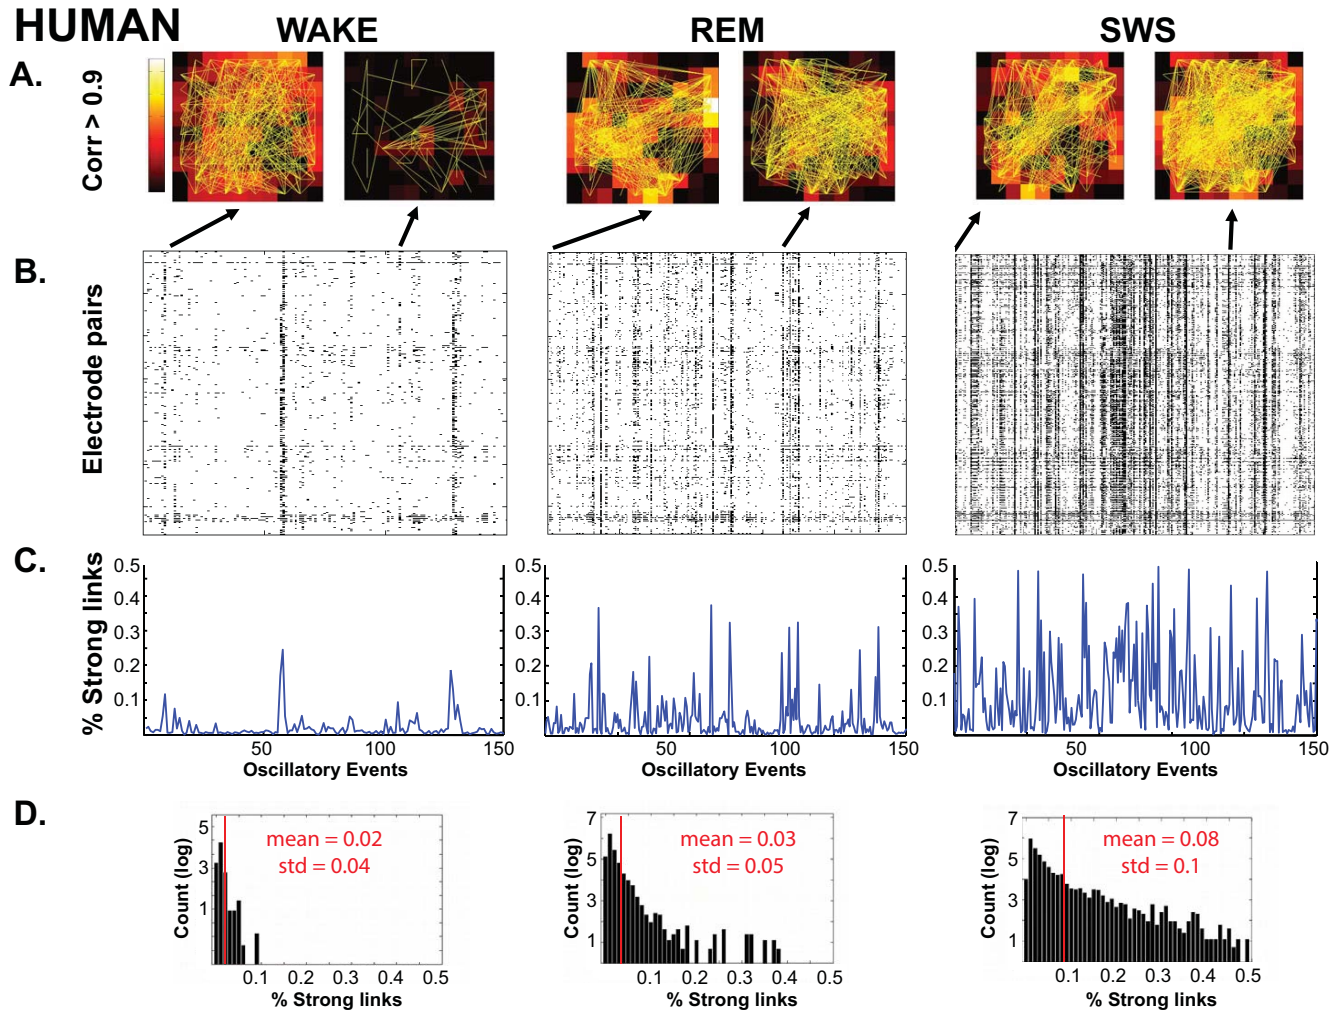 HUMAN
WAKE
REM
SWS
A.
Corr > 0.9
B.
Electrode pairs
C.
% Strong links
0.5
0.4
0.3
0.2
0.1
50
100
150
Oscillatory Events
0.5
0.4
0.3
0.2
0.1
50
100
150
Oscillatory Events
0.5
0.4
0.3
0.2
0.1
50
100
150
Oscillatory Events
D.
Count (log)
5
3
1
mean = 0.02
std = 0.04
0.1
0.2
0.3
0.4
0.5
% Strong links
Count (log)
7
5
3
1
mean = 0.03
std = 0.05
0.1
0.2
0.3
0.4
0.5
% Strong links
Count (log)
7
5
3
1
mean = 0.08
std = 0.1
0.1
0.2
0.3
0.4
0.5
% Strong links